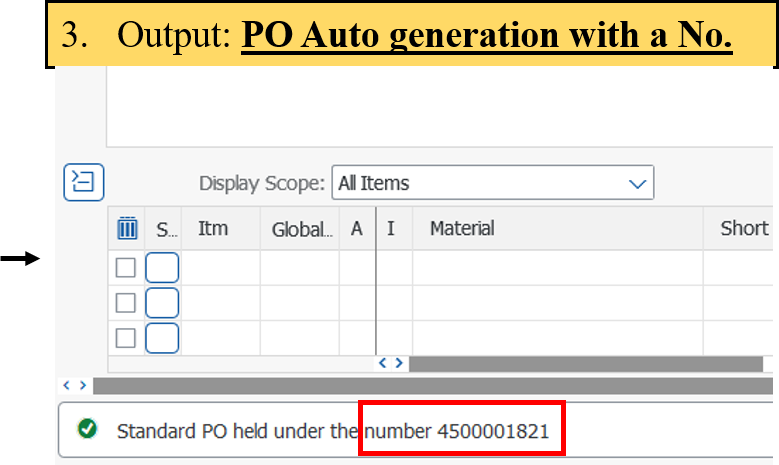 3. Output: PO Auto generation with a No.
Display Scope: All Items
S... Itm Global... A I Material Short
Standard PO held under the number 4500001821